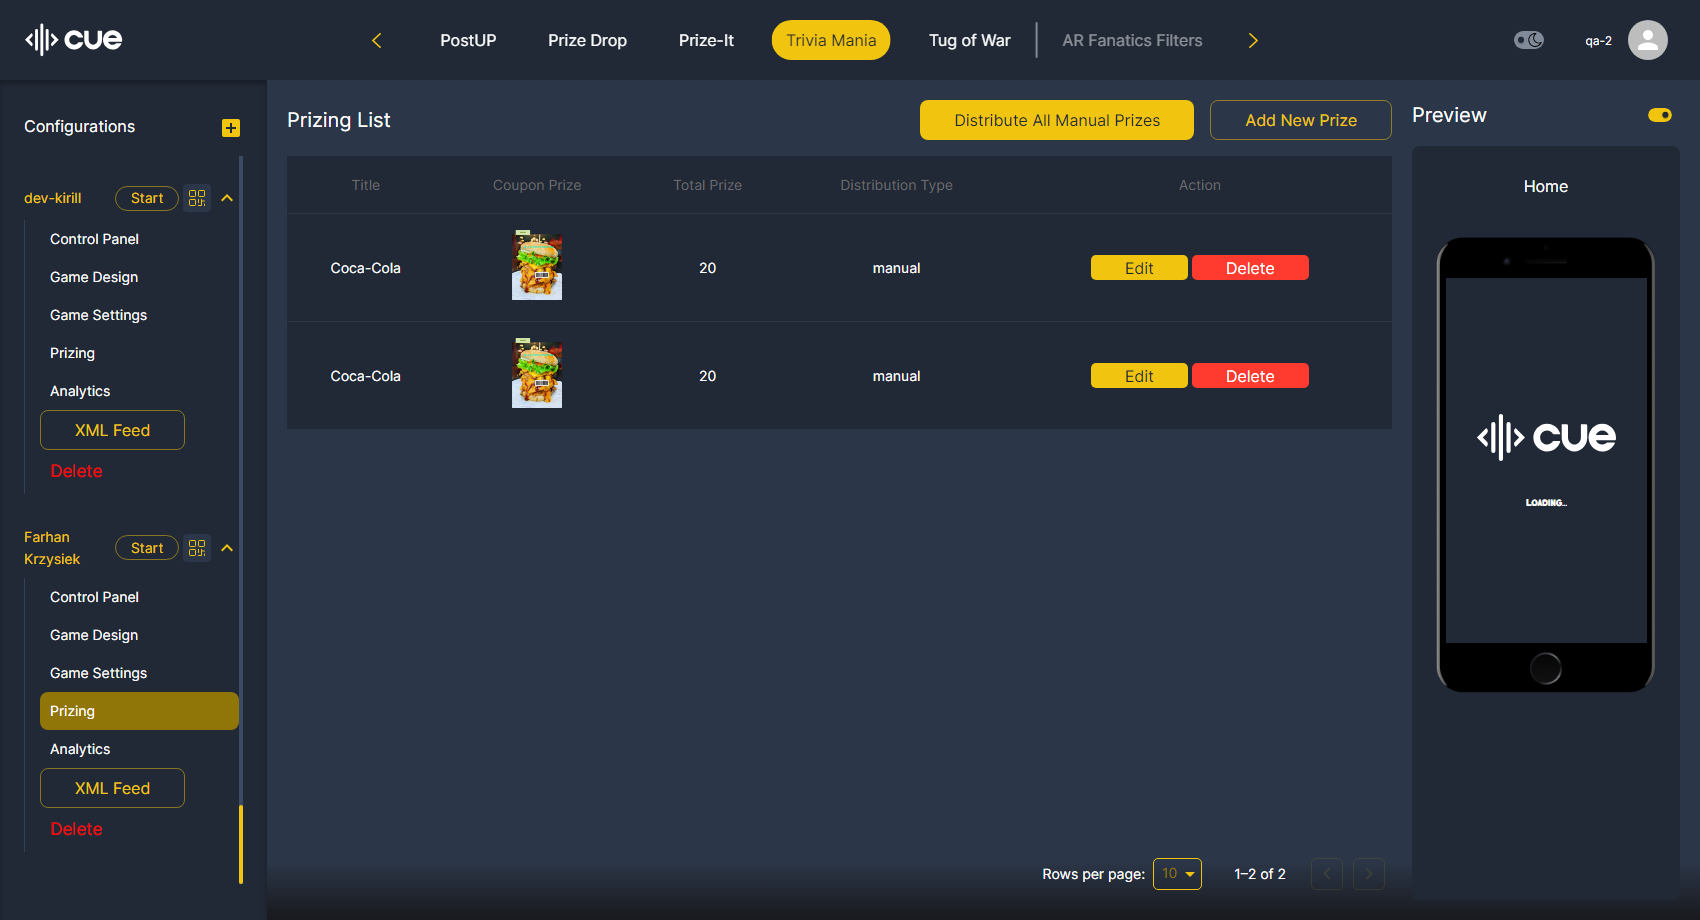 cue
PostUP
Prize Drop
Prize-It
Trivia Mania
Tug of War
AR Fanatics Filters
qa-2
Configurations
dev-kirill
Start
Control Panel
Game Design
Game Settings
Prizing
Analytics
XML Feed
Delete
Farhan
Krzysiek
Start
Control Panel
Game Design
Game Settings
Prizing
Analytics
XML Feed
Delete
Prizing List
Distribute All Manual Prizes
Add New Prize
Title
Coupon Prize
Total Prize
Distribution Type
Action
Coca-Cola
20
manual
Edit
Delete
Coca-Cola
20
manual
Edit
Delete
Rows per page:
10
1–2 of 2
Preview
Home
cue
LOADING...